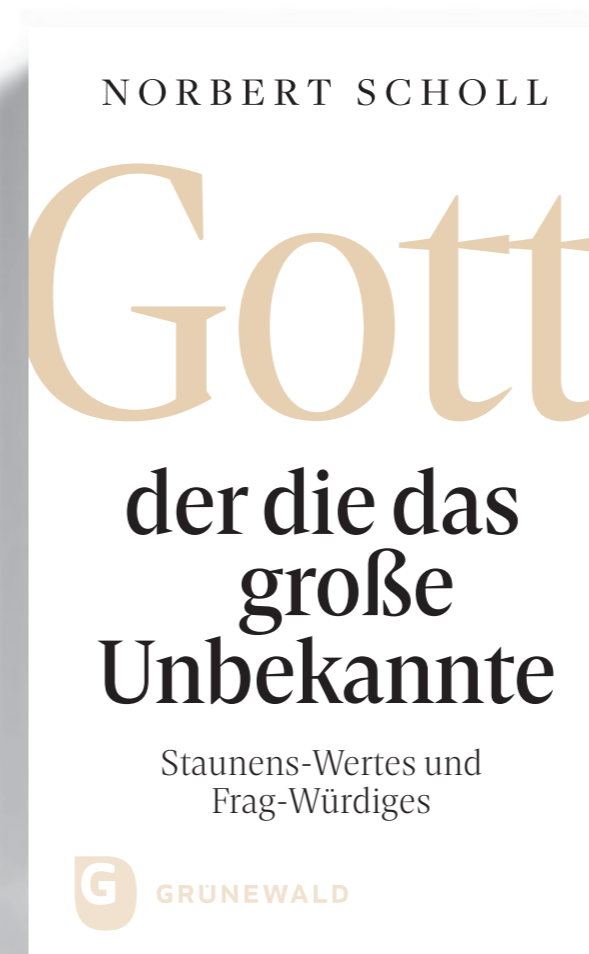 NORBERT SCHOLL
Gott
der die das
große
Unbekannte
Staunens-Wertes und
Frag-Würdiges
G GRÜNEWALD